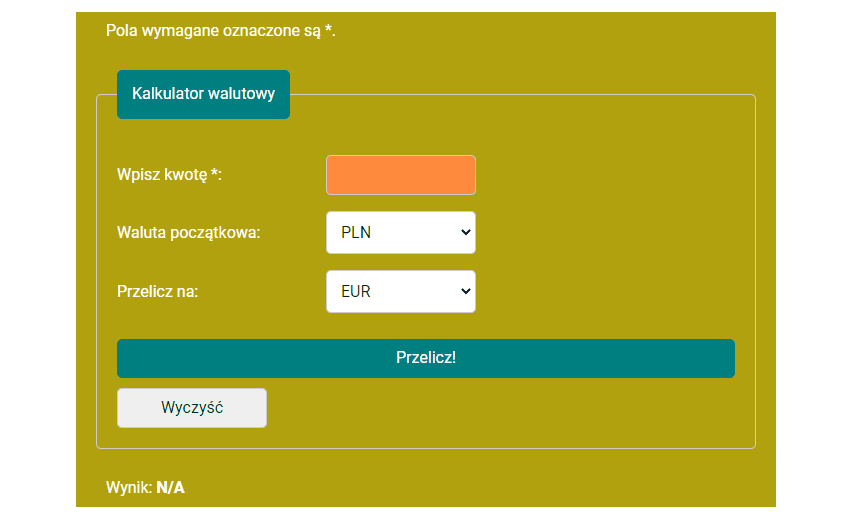 Pola wymagane oznaczone są *.
Kalkulator walutowy
Wpisz kwotę *:
Waluta początkowa: PLN
Przelicz na: EUR
Przelicz!
Wyczyść
Wynik: N/A